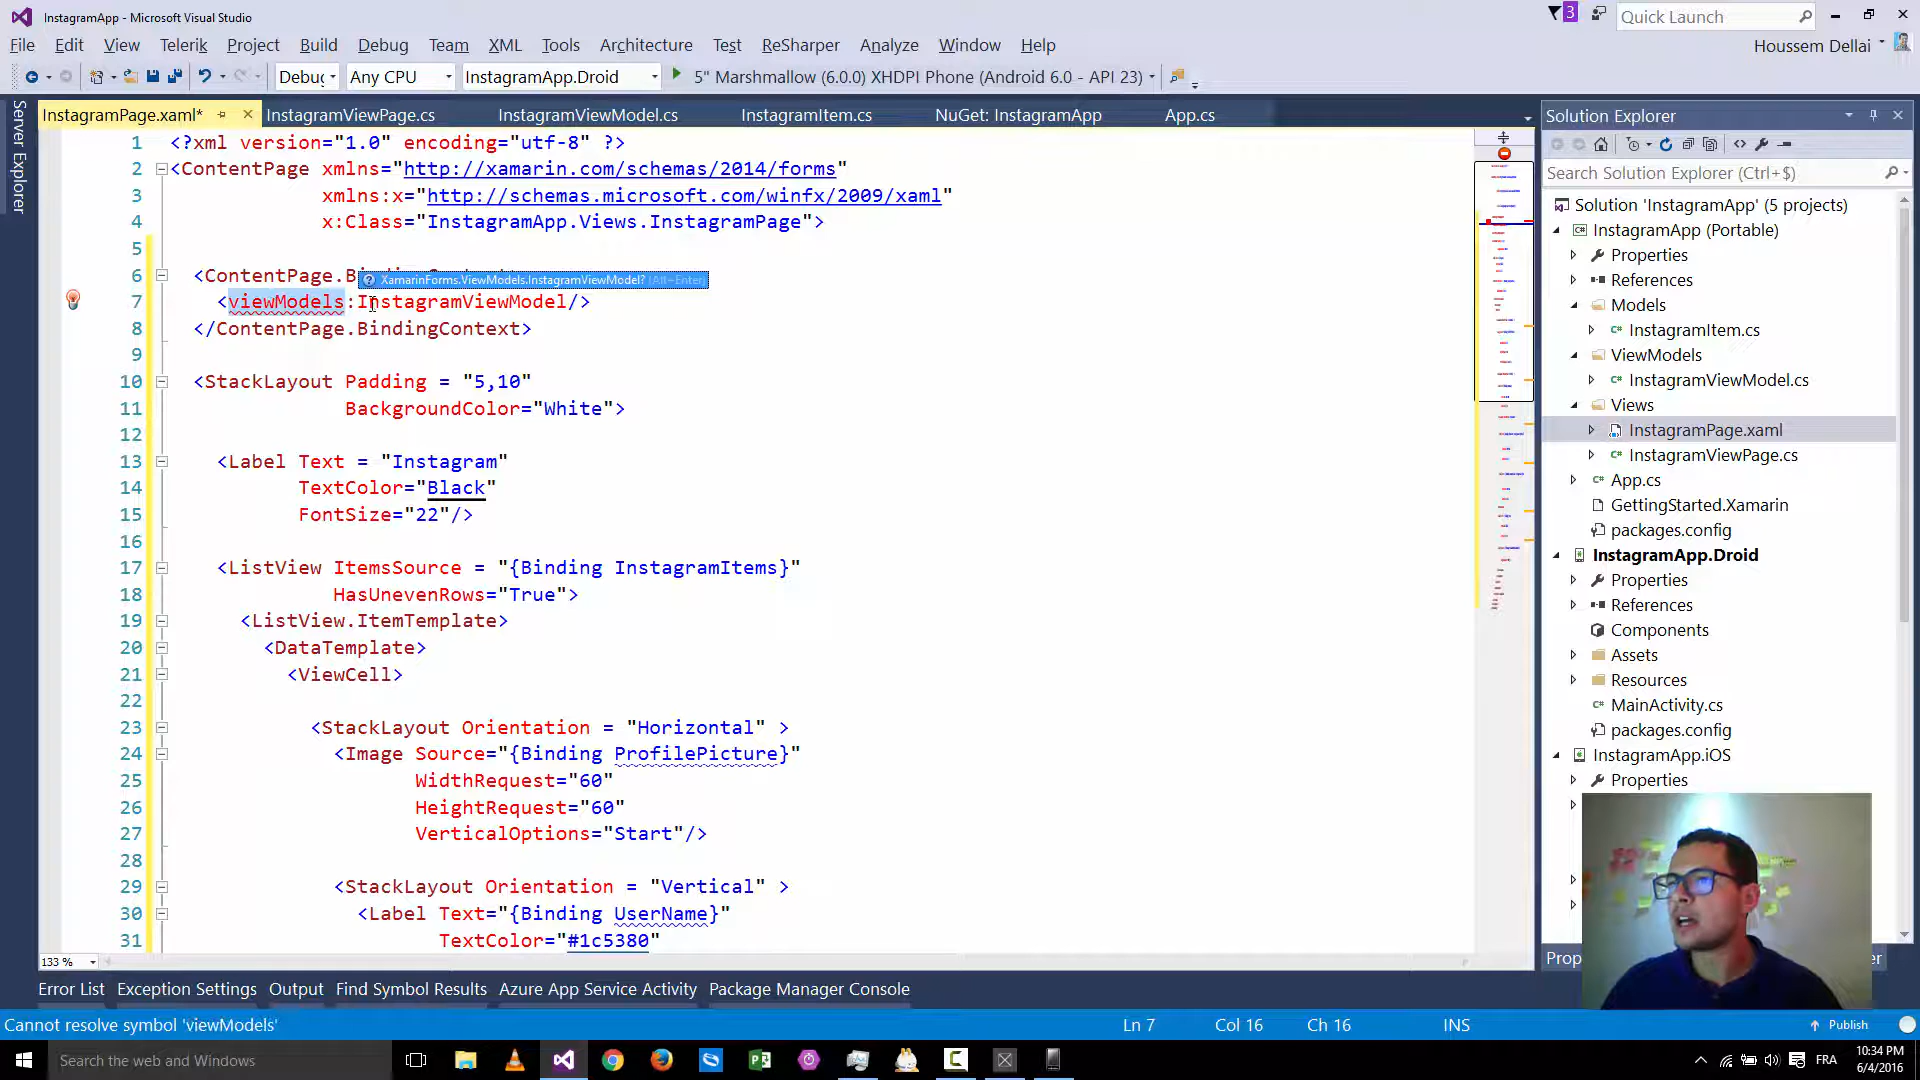 InstagramApp - Microsoft Visual Studio
3
Quick Launch
File Edit View Telerik Project Build Debug Team XML Tools Architecture Test ReSharper Analyze Window Help
Houssem Dellai
Debug Any CPU InstagramApp.Droid 5" Marshmallow (6.0.0) XHDPI Phone (Android 6.0 - API 23)
Server Explorer
InstagramPage.xaml* InstagramViewPage.cs InstagramViewModel.cs InstagramItem.cs NuGet: InstagramApp App.cs
1 <?xml version="1.0" encoding="utf-8" ?>
2 <ContentPage xmlns="http://xamarin.com/schemas/2014/forms"
3 xmlns:x="http://schemas.microsoft.com/winfx/2009/xaml"
4 x:Class="InstagramApp.Views.InstagramPage">
5
6 <ContentPage.B
XamarinForms.ViewModels.InstagramViewModel? (Alt+Enter)
7 <viewModels:InstagramViewModel/>
8 </ContentPage.BindingContext>
9
10 <StackLayout Padding = "5,10"
11 BackgroundColor="White">
12
13 <Label Text = "Instagram"
14 TextColor="Black"
15 FontSize="22"/>
16
17 <ListView ItemsSource = "{Binding InstagramItems}"
18 HasUnevenRows="True">
19 <ListView.ItemTemplate>
20 <DataTemplate>
21 <ViewCell>
22
23 <StackLayout Orientation = "Horizontal" >
24 <Image Source="{Binding ProfilePicture}"
25 WidthRequest="60"
26 HeightRequest="60"
27 VerticalOptions="Start"/>
28
29 <StackLayout Orientation = "Vertical" >
30 <Label Text="{Binding UserName}"
31 TextColor="#1c5380"
133 %
Solution Explorer
Search Solution Explorer (Ctrl+$)
Solution 'InstagramApp' (5 projects)
InstagramApp (Portable)
Properties
References
Models
InstagramItem.cs
ViewModels
InstagramViewModel.cs
Views
InstagramPage.xaml
InstagramViewPage.cs
App.cs
GettingStarted.Xamarin
packages.config
InstagramApp.Droid
Properties
References
Components
Assets
Resources
MainActivity.cs
packages.config
InstagramApp.iOS
Properties
Error List Exception Settings Output Find Symbol Results Azure App Service Activity Package Manager Console
Cannot resolve symbol 'viewModels' Ln 7 Col 16 Ch 16 INS Publish
Search the web and Windows
FRA
10:34 PM
6/4/2016